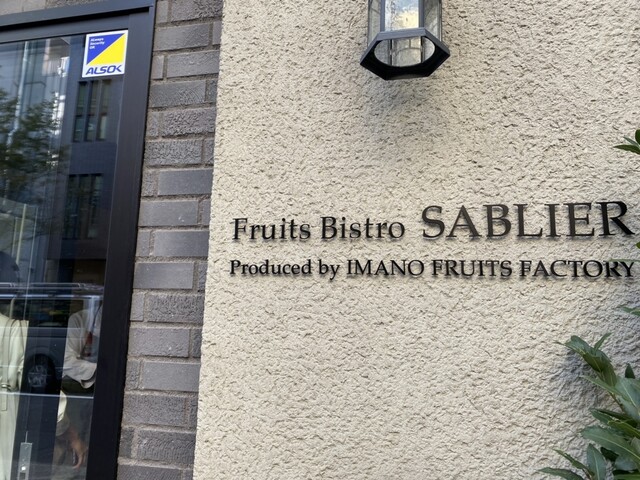 ALSOK
Fruits Bistro SABLIER
Produced by IMANO FRUITS FACTORY